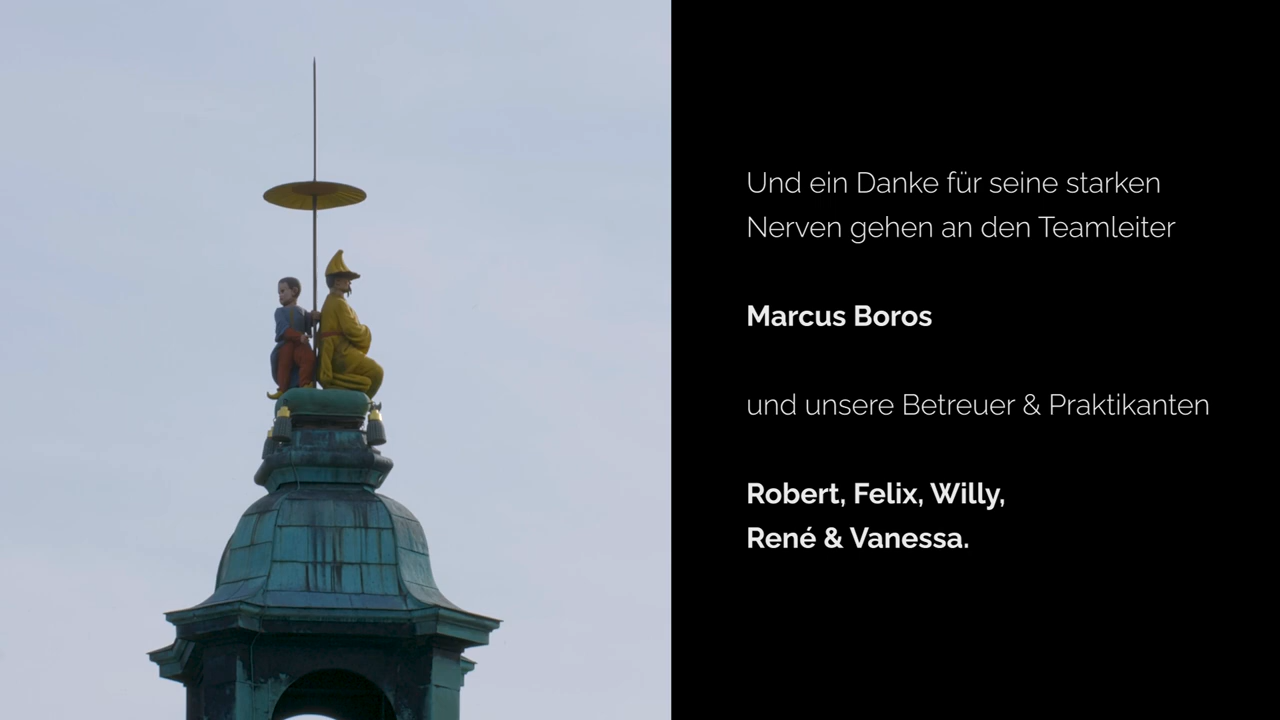 Und ein Danke für seine starken
Nerven gehen an den Teamleiter
Marcus Boros
und unsere Betreuer & Praktikanten
Robert, Felix, Willy,
René & Vanessa.